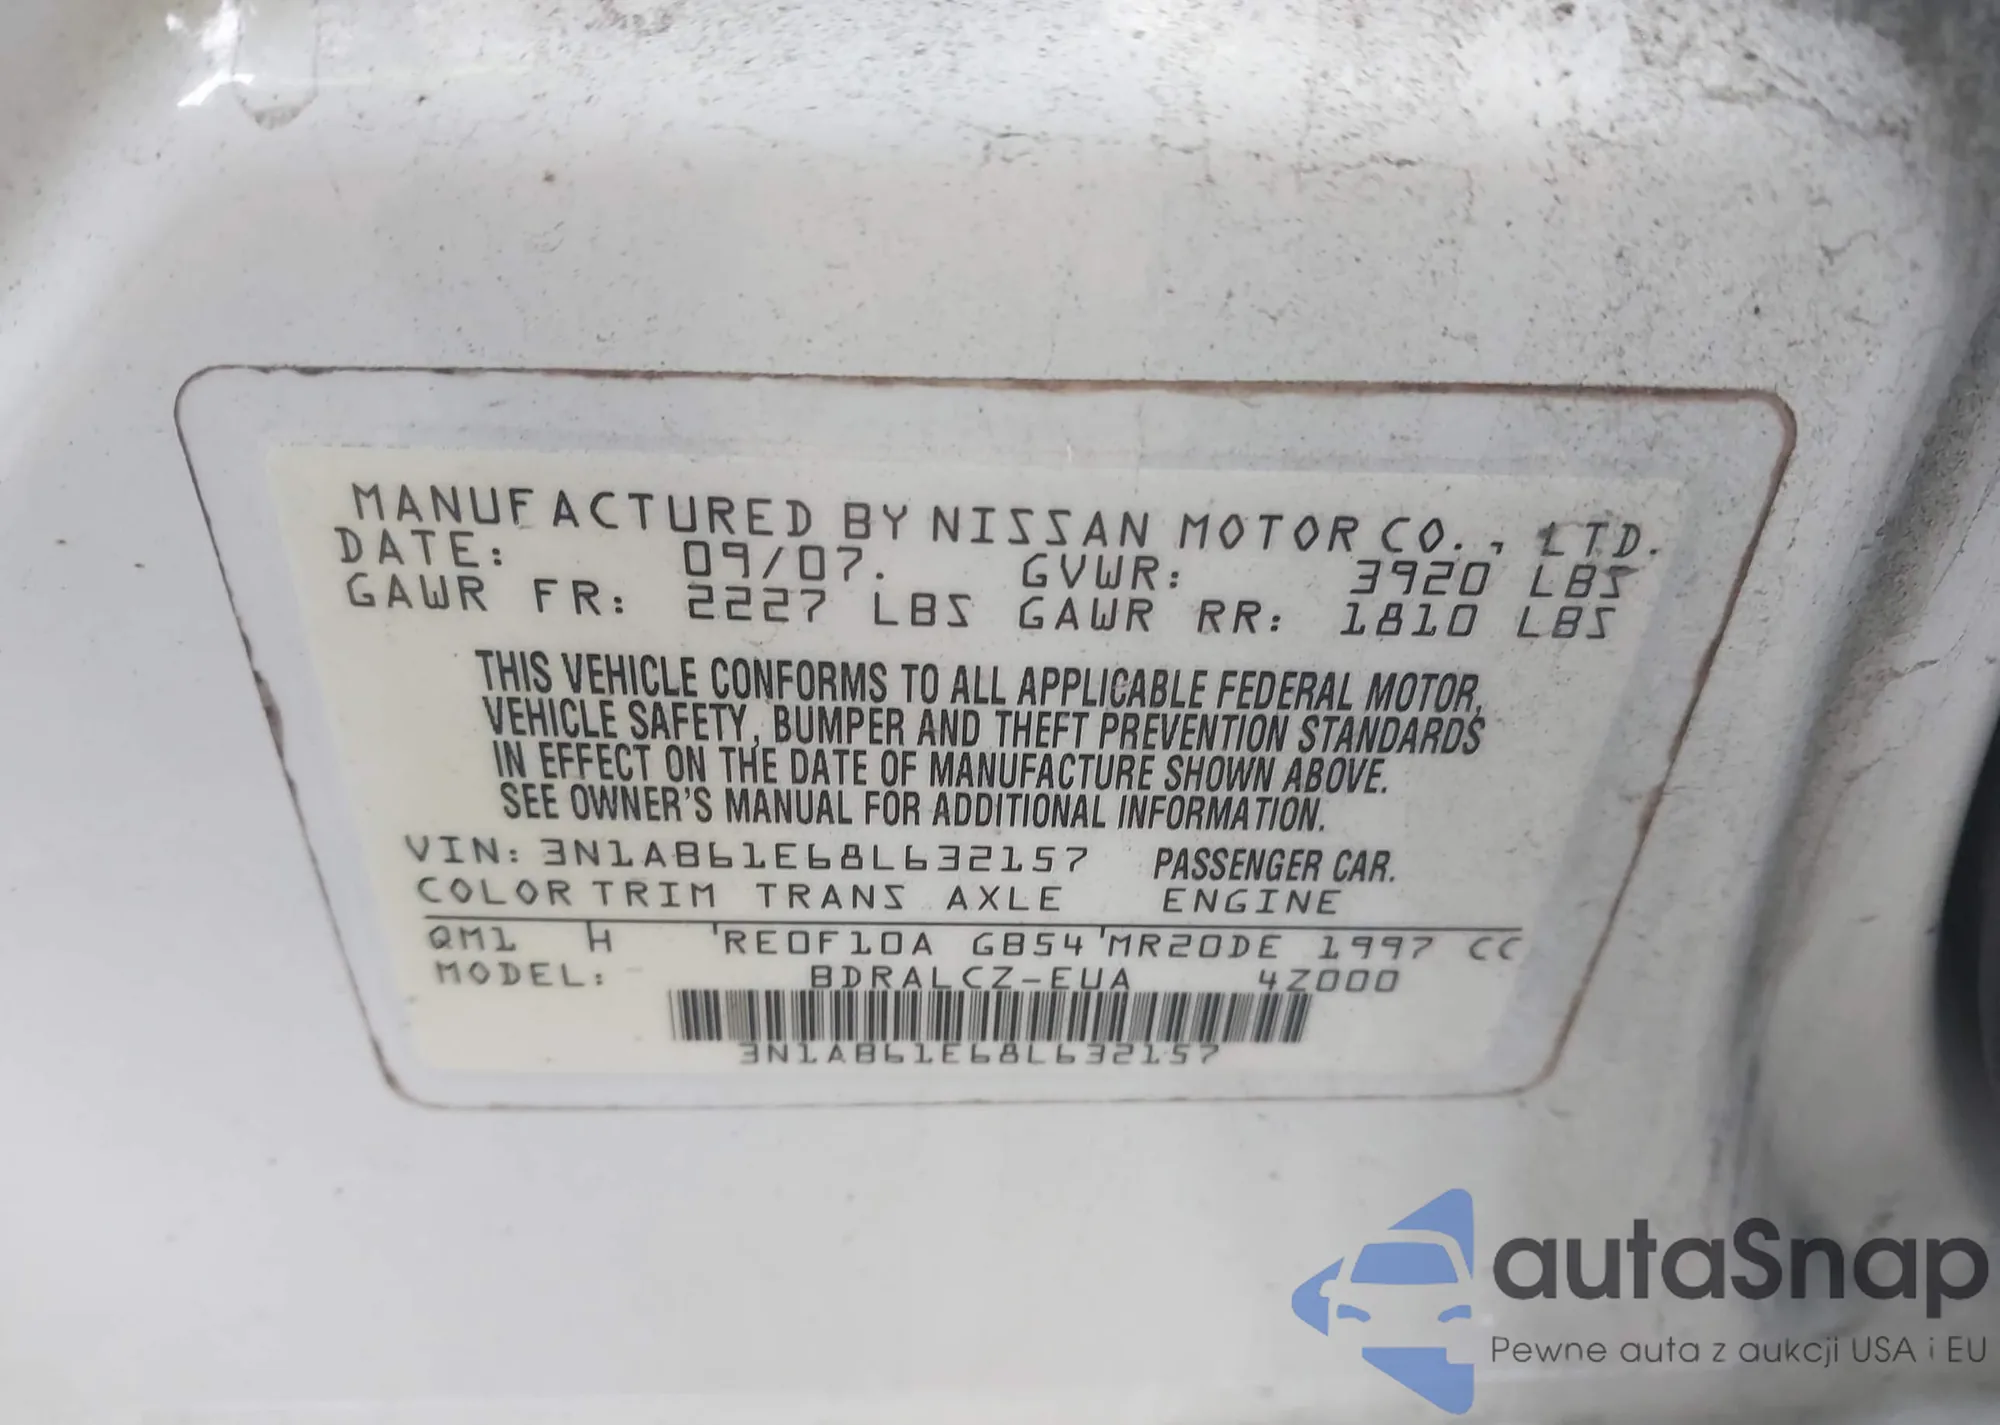 MANUFACTURED BY NISSAN MOTOR CO., LTD.
DATE: 09/07. GVWR: 3920 LBS
GAWR FR: 2227 LBS GAWR RR: 1810 LBS
THIS VEHICLE CONFORMS TO ALL APPLICABLE FEDERAL MOTOR,
VEHICLE SAFETY, BUMPER AND THEFT PREVENTION STANDARDS
IN EFFECT ON THE DATE OF MANUFACTURE SHOWN ABOVE.
SEE OWNER'S MANUAL FOR ADDITIONAL INFORMATION.
VIN: 3N1AB61E68L632157 PASSENGER CAR.
COLOR TRIM TRANS AXLE ENGINE
QM1 H 'RE0F10A GB54 'MR20DE 1997 CC
MODEL: BDRALCZ-EUA 4Z000
3N1AB61E68L632157
autaSnap
Pewne auta z aukcji USA i EU